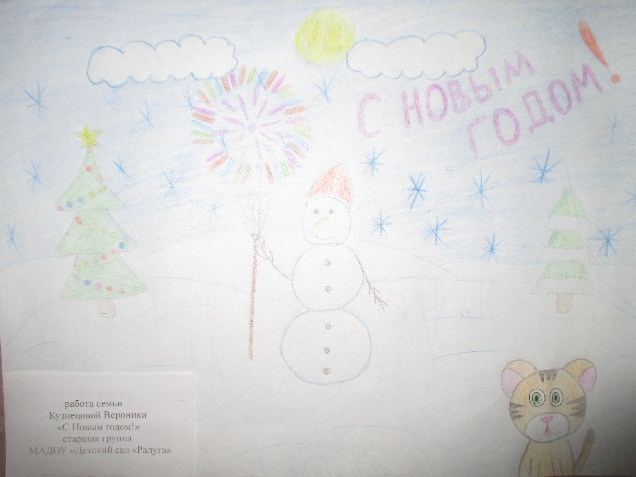 С НОВЫМ
ГОДОМ!
работа семьи
Кузнецовой Вероники
«С Новым годом!»
старшая группа
МАДОУ «Детский сад «Радуга»